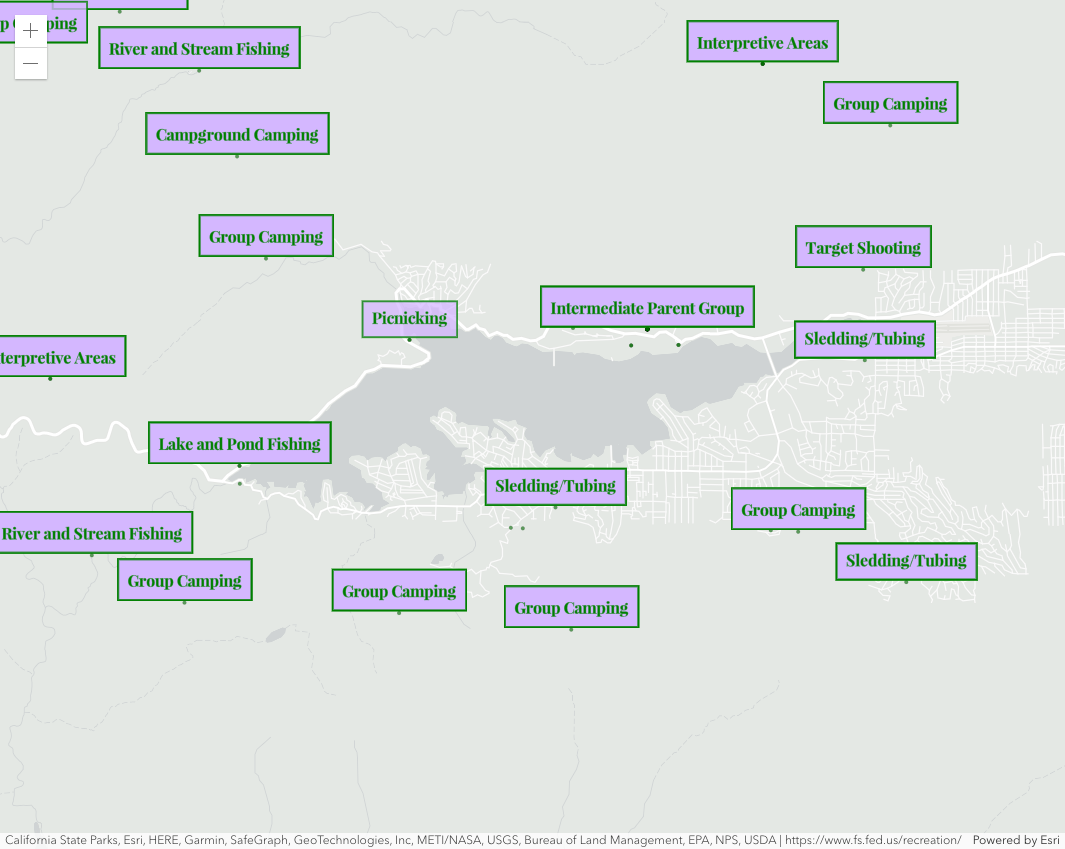 ping
River and Stream Fishing
Interpretive Areas
Group Camping
Campground Camping
Group Camping
Target Shooting
Intermediate Parent Group
Picnicking
Sledding/Tubing
terpretive Areas
Lake and Pond Fishing
Sledding/Tubing
Group Camping
River and Stream Fishing
Sledding/Tubing
Group Camping
Group Camping
Group Camping
California State Parks, Esri, HERE, Garmin, SafeGraph, GeoTechnologies, Inc, METI/NASA, USGS, Bureau of Land Management, EPA, NPS, USDA | https://www.fs.fed.us/recreation/
Powered by Esri